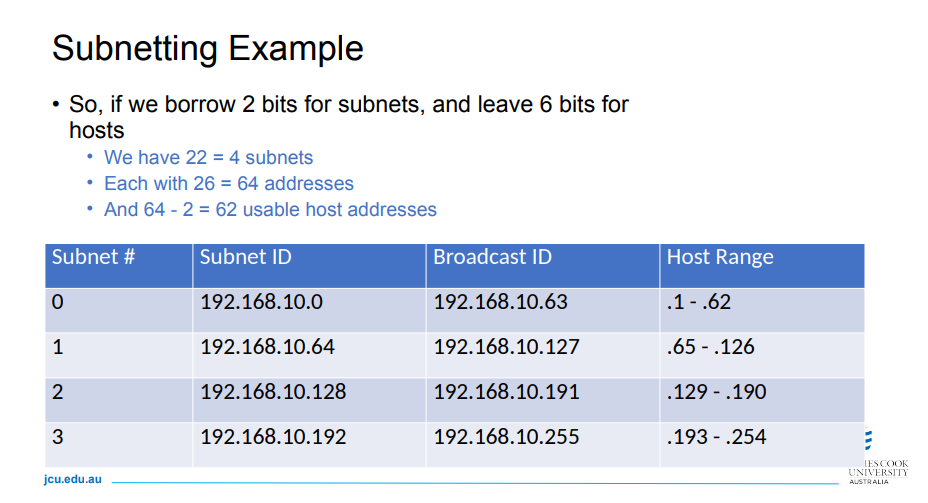 Subnetting Example
• So, if we borrow 2 bits for subnets, and leave 6 bits for
hosts
• We have 22 = 4 subnets
• Each with 26 = 64 addresses
• And 64 - 2 = 62 usable host addresses
Subnet # Subnet ID Broadcast ID Host Range
0 192.168.10.0 192.168.10.63 .1 - .62
1 192.168.10.64 192.168.10.127 .65 - .126
2 192.168.10.128 192.168.10.191 .129 - .190
3 192.168.10.192 192.168.10.255 .193 - .254
jcu.edu.au
COOK
UNIVERSITY
AUSTRALIA